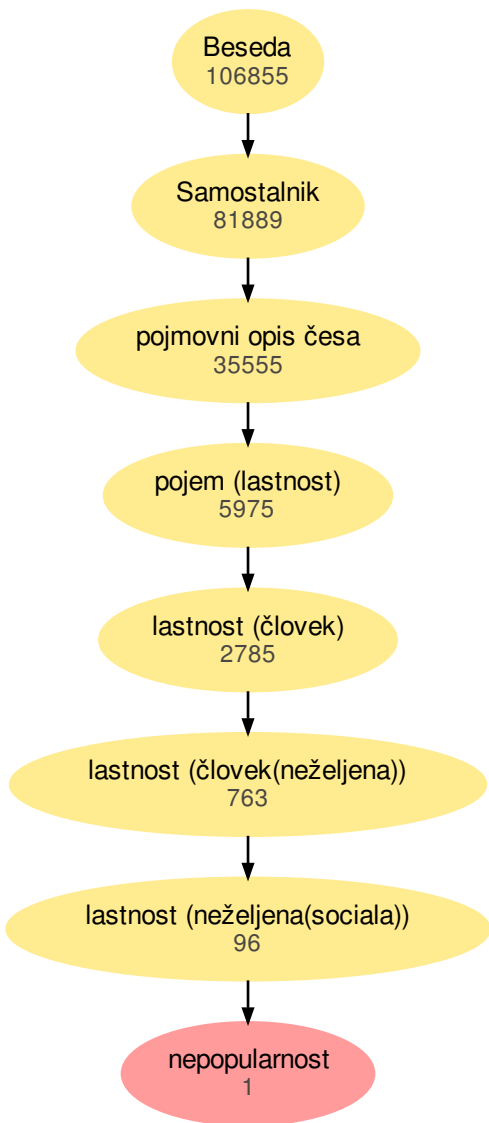 Beseda
106855
Samostalnik
81889
pojmovni opis česa
35555
pojem (lastnost)
5975
lastnost (človek)
2785
lastnost (človek(neželjena))
763
lastnost (neželjena(sociala))
96
nepopularnost
1